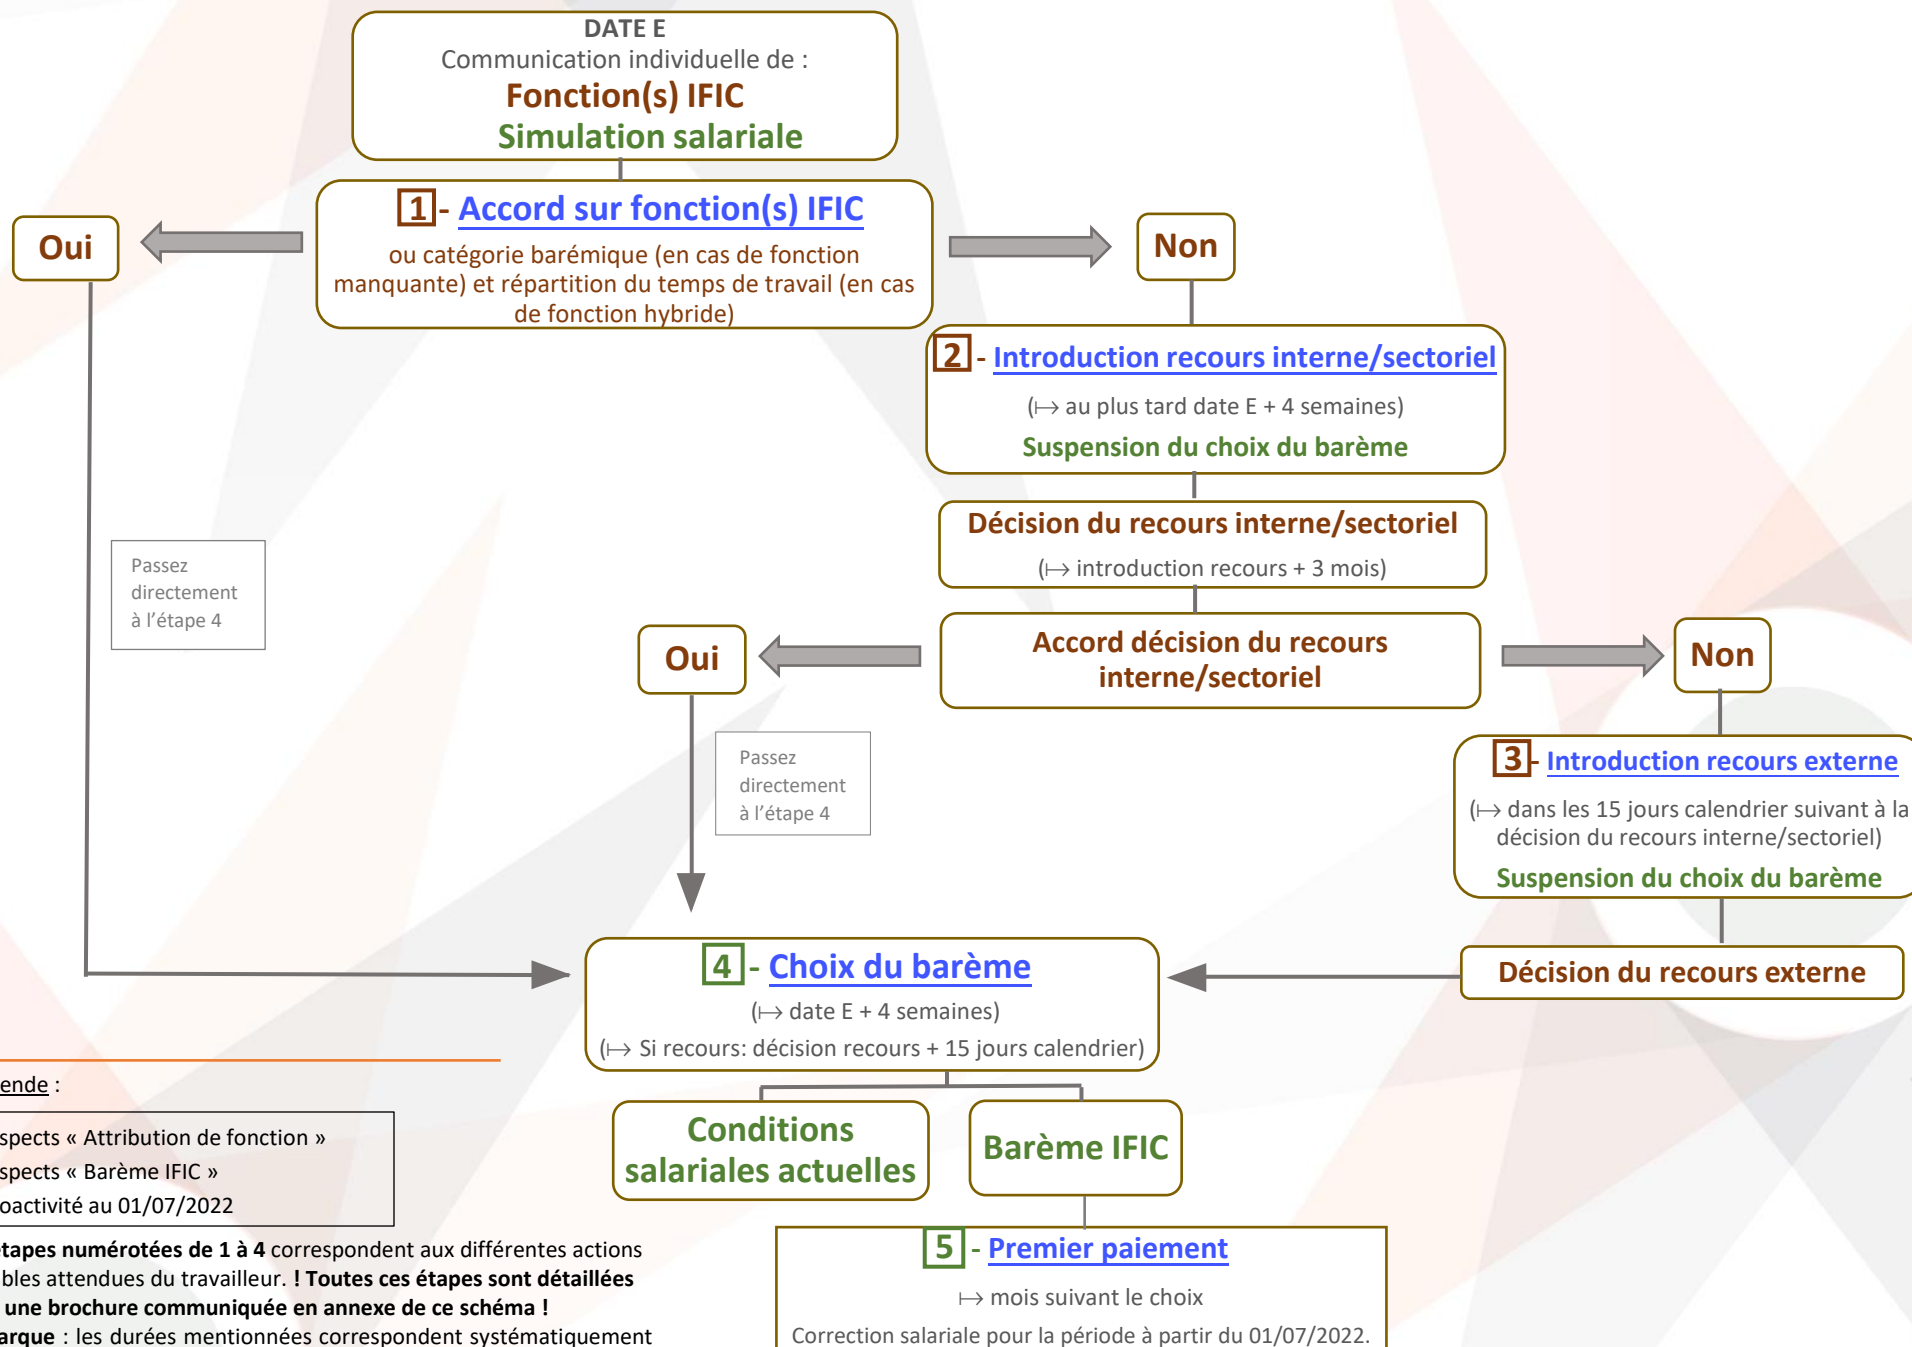 DATE E
Communication individuelle de :
Fonction(s) IFIC
Simulation salariale
1 - Accord sur fonction(s) IFIC
ou catégorie barémique (en cas de fonction
manquante) et répartition du temps de travail (en cas
de fonction hybride)
Oui
Non
2 - Introduction recours interne/sectoriel
(↦ au plus tard date E + 4 semaines)
Suspension du choix du barème
Décision du recours interne/sectoriel
(↦ introduction recours + 3 mois)
Passez
directement
à l’étape 4
Accord décision du recours
interne/sectoriel
Oui
Non
Passez
directement
à l’étape 4
3 - Introduction recours externe
(↦ dans les 15 jours calendrier suivant à la
décision du recours interne/sectoriel)
Suspension du choix du barème
Décision du recours externe
4 - Choix du barème
(↦ date E + 4 semaines)
(↦ Si recours: décision recours + 15 jours calendrier)
Conditions
salariales actuelles
Barème IFIC
5 - Premier paiement
↦ mois suivant le choix
Correction salariale pour la période à partir du 01/07/2022.
ende :
spects « Attribution de fonction »
spects « Barème IFIC »
oactivité au 01/07/2022
étapes numérotées de 1 à 4 correspondent aux différentes actions
bles attendues du travailleur. ! Toutes ces étapes sont détaillées
une brochure communiquée en annexe de ce schéma !
arque : les durées mentionnées correspondent systématiquement